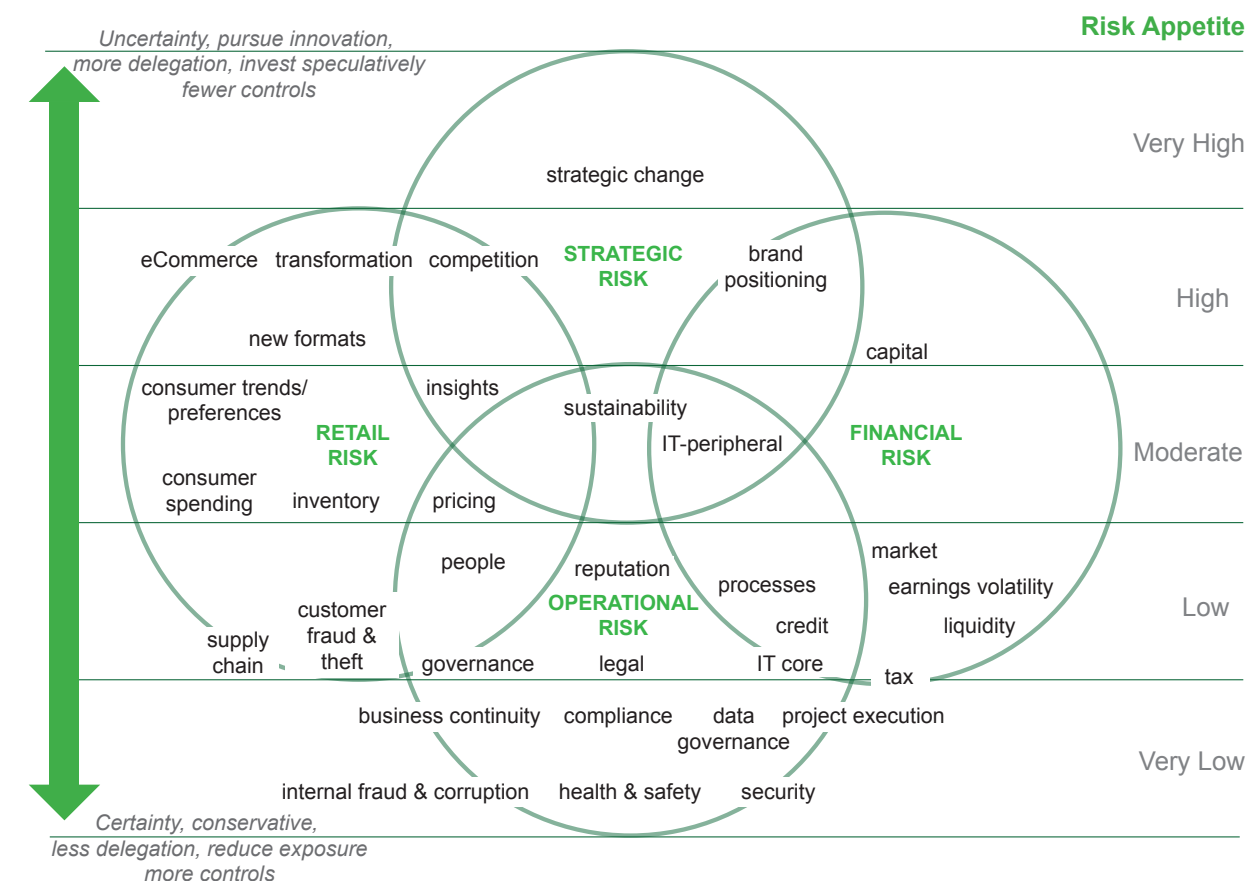 Risk Appetite
Uncertainty, pursue innovation,
more delegation, invest speculatively
fewer controls
Very High
strategic change
eCommerce
transformation
competition
STRATEGIC
RISK
brand
positioning
High
new formats
capital
consumer trends/
preferences
insights
sustainability
RETAIL
RISK
IT-peripheral
FINANCIAL
RISK
Moderate
consumer
spending
inventory
pricing
people
reputation
market
processes
earnings volatility
OPERATIONAL
RISK
Low
customer
fraud &
theft
credit
liquidity
supply
chain
governance
legal
IT core
tax
business continuity
compliance
data
governance
project execution
Very Low
internal fraud & corruption
health & safety
security
Certainty, conservative,
less delegation, reduce exposure
more controls